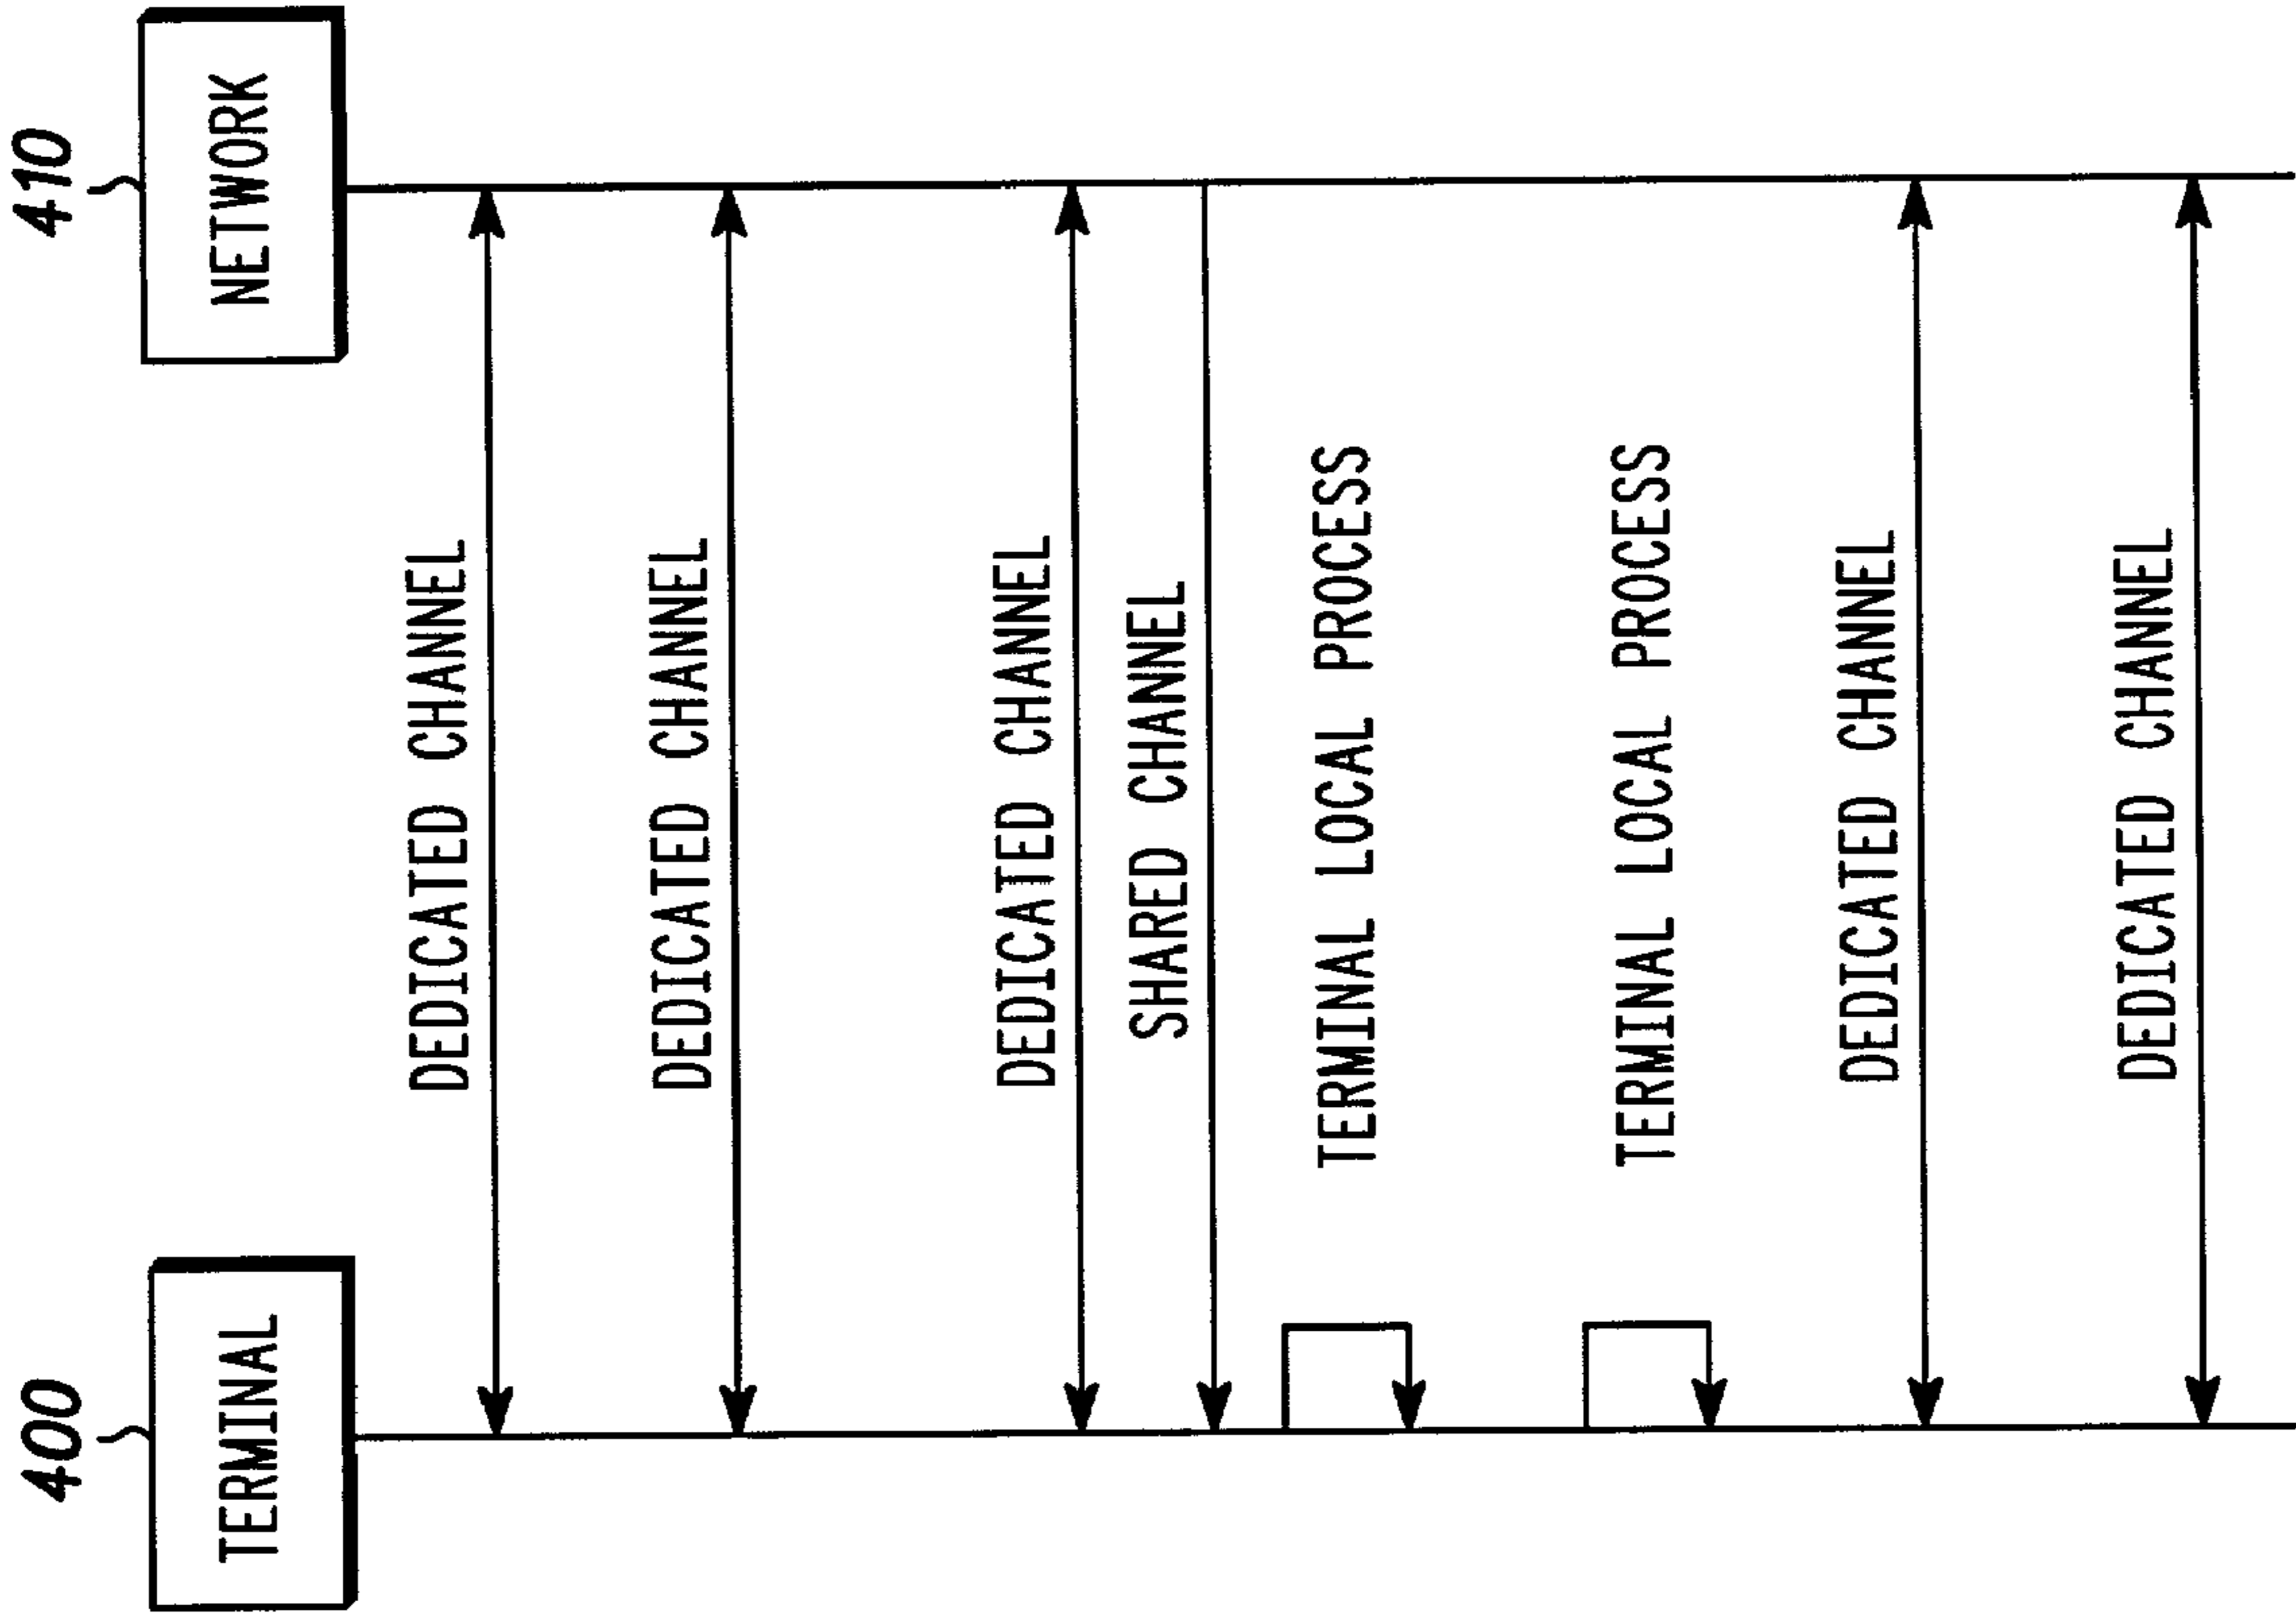 400
410
TERMINAL
NETWORK
DEDICATED CHANNEL
DEDICATED CHANNEL
DEDICATED CHANNEL
SHARED CHANNEL
TERMINAL LOCAL PROCESS
TERMINAL LOCAL PROCESS
DEDICATED CHANNEL
DEDICATED CHANNEL